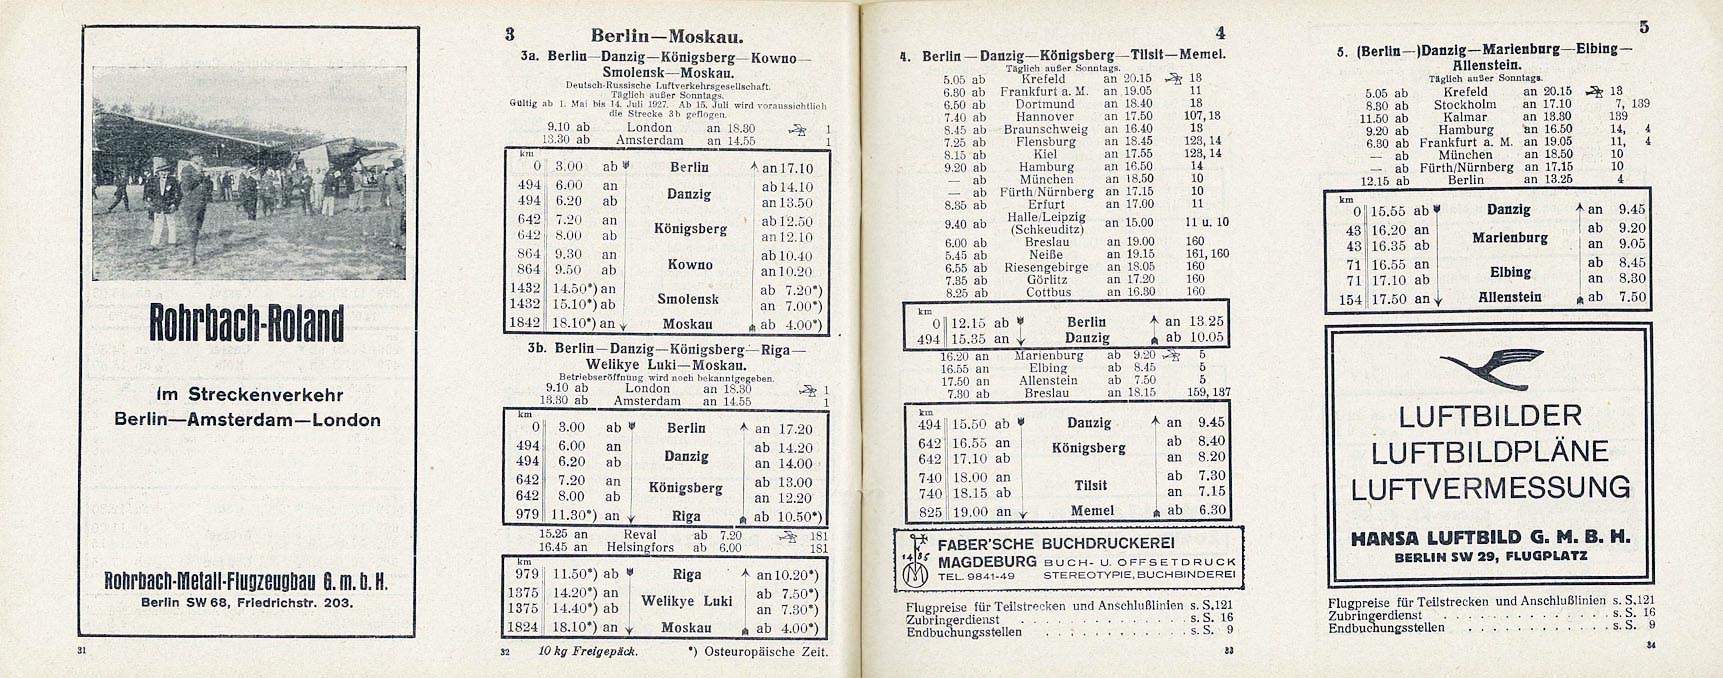 Rohrbach-Roland
im Streckenverkehr
Berlin—Amsterdam—London
Rohrbach-Metall-Flugzeugbau G. m. b. H.
Berlin SW 68, Friedrichstr. 203.
31
3 Berlin—Moskau.
3a. Berlin—Danzig—Königsberg—Kowno—
Smolensk—Moskau.
Deutsch-Russische Luftverkehrsgesellschaft.
Täglich außer Sonntags.
Gültig ab 1. Mai bis 14. Juli 1927. Ab 15. Juli wird voraussichtlich
die Strecke 3b geflogen.
9.10 ab London an 18.30 1
13.30 ab Amsterdam an 14.55 1
km
0 3.00 ab Berlin an 17.10
494 6.00 an Danzig ab 14.10
494 6.20 ab an 13.50
642 7.20 an Königsberg ab 12.50
642 8.00 ab an 12.10
864 9.30 an Kowno ab 10.40
864 9.50 ab an 10.20
1432 14.50*) an Smolensk ab 7.20*)
1432 15.10*) ab an 7.00*)
1842 18.10*) an Moskau ab 4.00*)
3b. Berlin—Danzig—Königsberg—Riga—
Welikye Luki—Moskau.
Betriebseröffnung wird noch bekanntgegeben.
9.10 ab London an 18.30 1
13.30 ab Amsterdam an 14.55 1
km
0 3.00 ab Berlin an 17.20
494 6.00 an Danzig ab 14.20
494 6.20 ab an 14.00
642 7.20 an Königsberg ab 13.00
642 8.00 ab an 12.20
979 11.30*) an Riga ab 10.50*)
15.25 an Reval ab 7.20 181
16.45 an Helsingfors ab 6.00 181
km
979 11.50*) ab Riga an 10.20*)
1375 14.20*) an Welikye Luki ab 7.50*)
1375 14.40*) ab an 7.30*)
1824 18.10*) an Moskau ab 4.00*)
32 10 kg Freigepäck. *) Osteuropäische Zeit.
4
4. Berlin—Danzig—Königsberg—Tilsit—Memel.
Täglich außer Sonntags.
5.05 ab Krefeld an 20.15 13
6.30 ab Frankfurt a. M. an 19.05 11
6.50 ab Dortmund an 18.40 13
7.40 ab Hannover an 17.50 107, 13
8.45 ab Braunschweig an 16.40 13
7.25 ab Flensburg an 18.45 123, 14
8.15 ab Kiel an 17.55 123, 14
9.20 ab Hamburg an 16.50 14
— ab München an 18.50 10
— ab Fürth/Nürnberg an 17.15 10
8.35 ab Erfurt an 17.00 11
9.40 ab Halle/Leipzig (Schkeuditz) an 15.00 11 u. 10
6.00 ab Breslau an 19.00 160
5.45 ab Neiße an 19.15 161, 160
6.55 ab Riesengebirge an 18.05 160
7.35 ab Görlitz an 17.20 160
8.25 ab Cottbus an 16.30 160
km
0 12.15 ab Berlin an 13.25
494 15.35 an Danzig ab 10.05
16.20 an Marienburg ab 9.20 5
16.55 an Elbing ab 8.45 5
17.50 an Allenstein ab 7.50 5
7.30 ab Breslau an 18.15 159, 137
km
494 15.50 ab Danzig an 9.45
642 16.55 an Königsberg ab 8.40
642 17.10 ab an 8.20
740 18.00 an Tilsit ab 7.30
740 18.15 ab an 7.15
825 19.00 an Memel ab 6.30
1485
FABER'SCHE BUCHDRUCKEREI
MAGDEBURG BUCH- U. OFFSETDRUCK
TEL. 9841-49 STEREOTYPIE, BUCHBINDEREI
Flugpreise für Teilstrecken und Anschlußlinien s. S. 121
Zubringerdienst . . . . . . . . . . s. S. 16
Endbuchungsstellen . . . . . . . . . . s. S. 9
33
5
5. (Berlin—)Danzig—Marienburg—Elbing—
Allenstein.
Täglich außer Sonntags.
5.05 ab Krefeld an 20.15 13
8.30 ab Stockholm an 17.10 7, 139
11.50 ab Kalmar an 13.30 139
9.20 ab Hamburg an 16.50 14, 4
6.30 ab Frankfurt a. M. an 19.05 11, 4
— ab München an 18.50 10
— ab Fürth/Nürnberg an 17.15 10
12.15 ab Berlin an 13.25 4
km
0 15.55 ab Danzig an 9.45
43 16.20 an Marienburg ab 9.20
43 16.35 ab an 9.05
71 16.55 an Elbing ab 8.45
71 17.10 ab an 8.30
154 17.50 an Allenstein ab 7.50
LUFTBILDER
LUFTBILDPLÄNE
LUFTVERMESSUNG
HANSA LUFTBILD G. M. B. H.
BERLIN SW 29, FLUGPLATZ
Flugpreise für Teilstrecken und Anschlußlinien s. S. 121
Zubringerdienst . . . . . . . . . . s. S. 16
Endbuchungsstellen . . . . . . . . . . s. S. 9
34